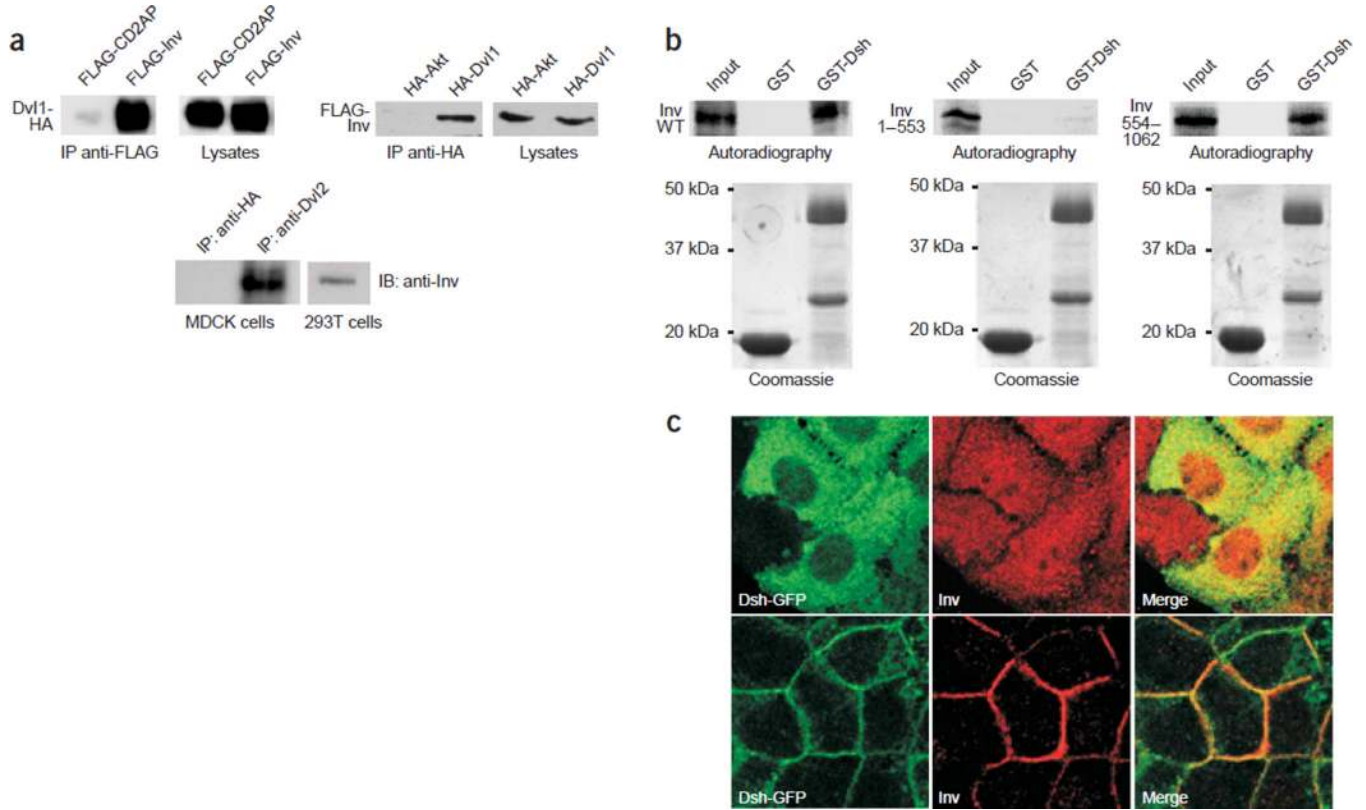 a
FLAG-CD2AP
FLAG-Inv
FLAG-CD2AP
FLAG-Inv
Dvl1-
HA
IP anti-FLAG
Lysates
HA-Akt
HA-Dvl1
HA-Akt
HA-Dvl1
FLAG-
Inv
IP anti-HA
Lysates
IP: anti-HA
IP: anti-Dvl2
IB: anti-Inv
MDCK cells
293T cells
b
Input
GST
GST-Dsh
Inv
WT
Autoradiography
50 kDa
37 kDa
20 kDa
Coomassie
Input
GST
GST-Dsh
Inv
1–553
Autoradiography
50 kDa
37 kDa
20 kDa
Coomassie
Input
GST
GST-Dsh
Inv
554–
1062
Autoradiography
50 kDa
37 kDa
20 kDa
Coomassie
c
Dsh-GFP
Inv
Merge
Dsh-GFP
Inv
Merge